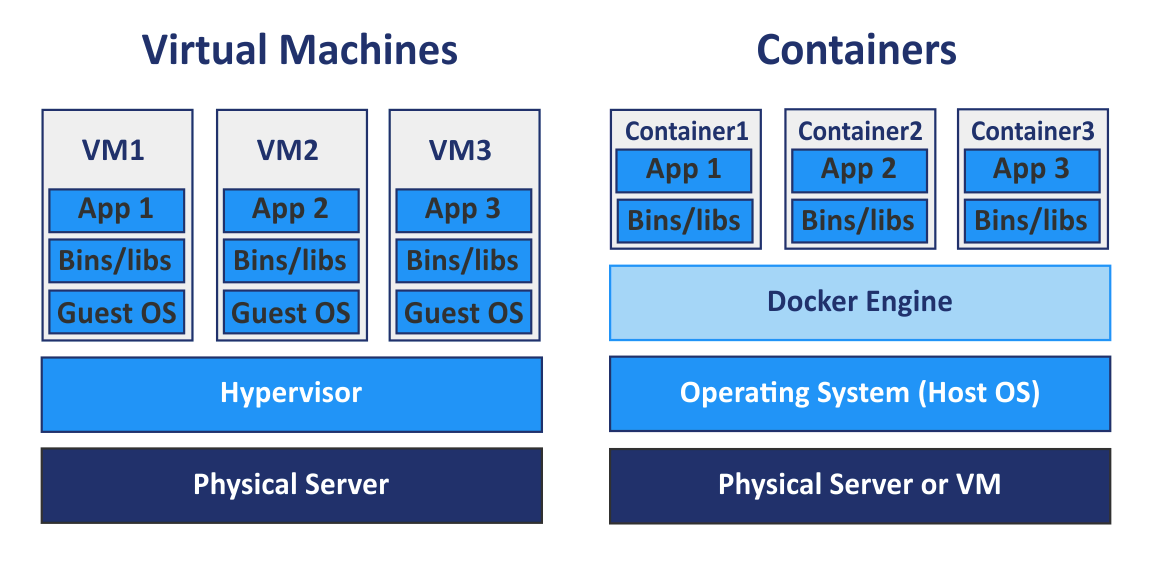 Virtual Machines
VM1
App 1
Bins/libs
Guest OS
VM2
App 2
Bins/libs
Guest OS
VM3
App 3
Bins/libs
Guest OS
Hypervisor
Physical Server
Containers
Container1
App 1
Bins/libs
Container2
App 2
Bins/libs
Container3
App 3
Bins/libs
Docker Engine
Operating System (Host OS)
Physical Server or VM